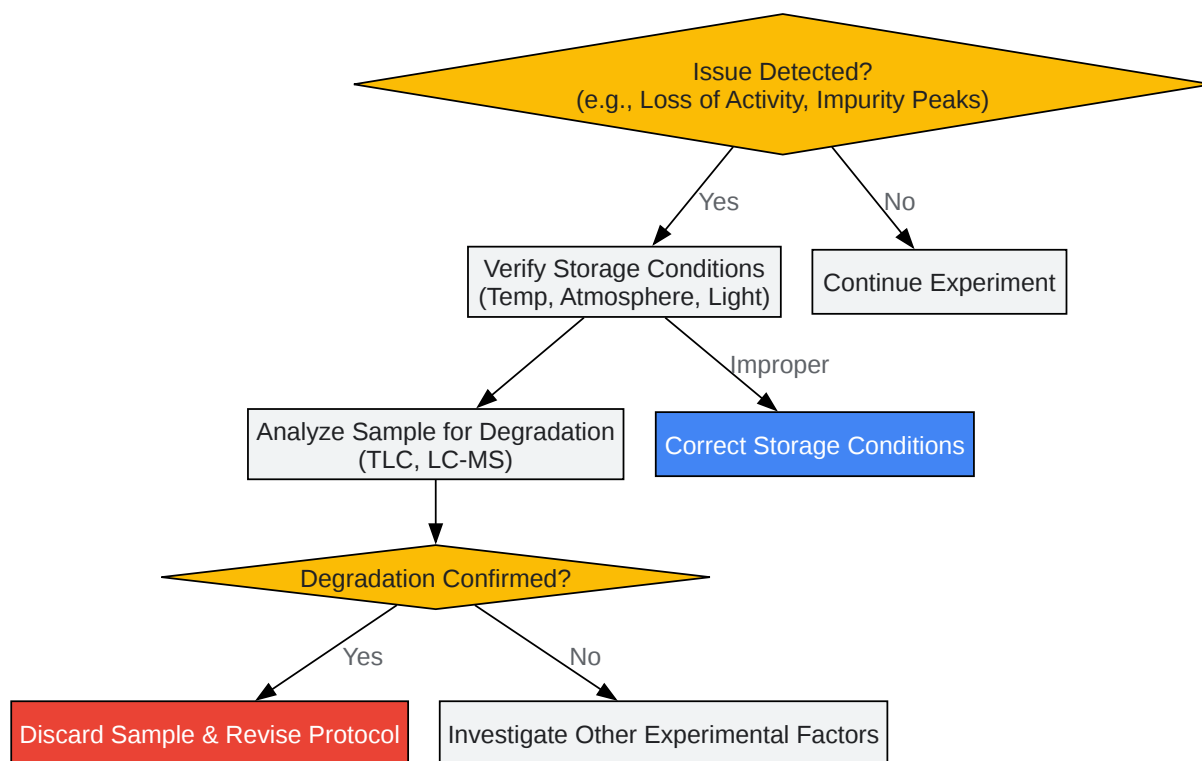 Issue Detected?
(e.g., Loss of Activity, Impurity Peaks)
Yes
No
Verify Storage Conditions
(Temp, Atmosphere, Light)
Continue Experiment
Improper
Analyze Sample for Degradation
(TLC, LC-MS)
Correct Storage Conditions
Degradation Confirmed?
Yes
No
Discard Sample & Revise Protocol
Investigate Other Experimental Factors